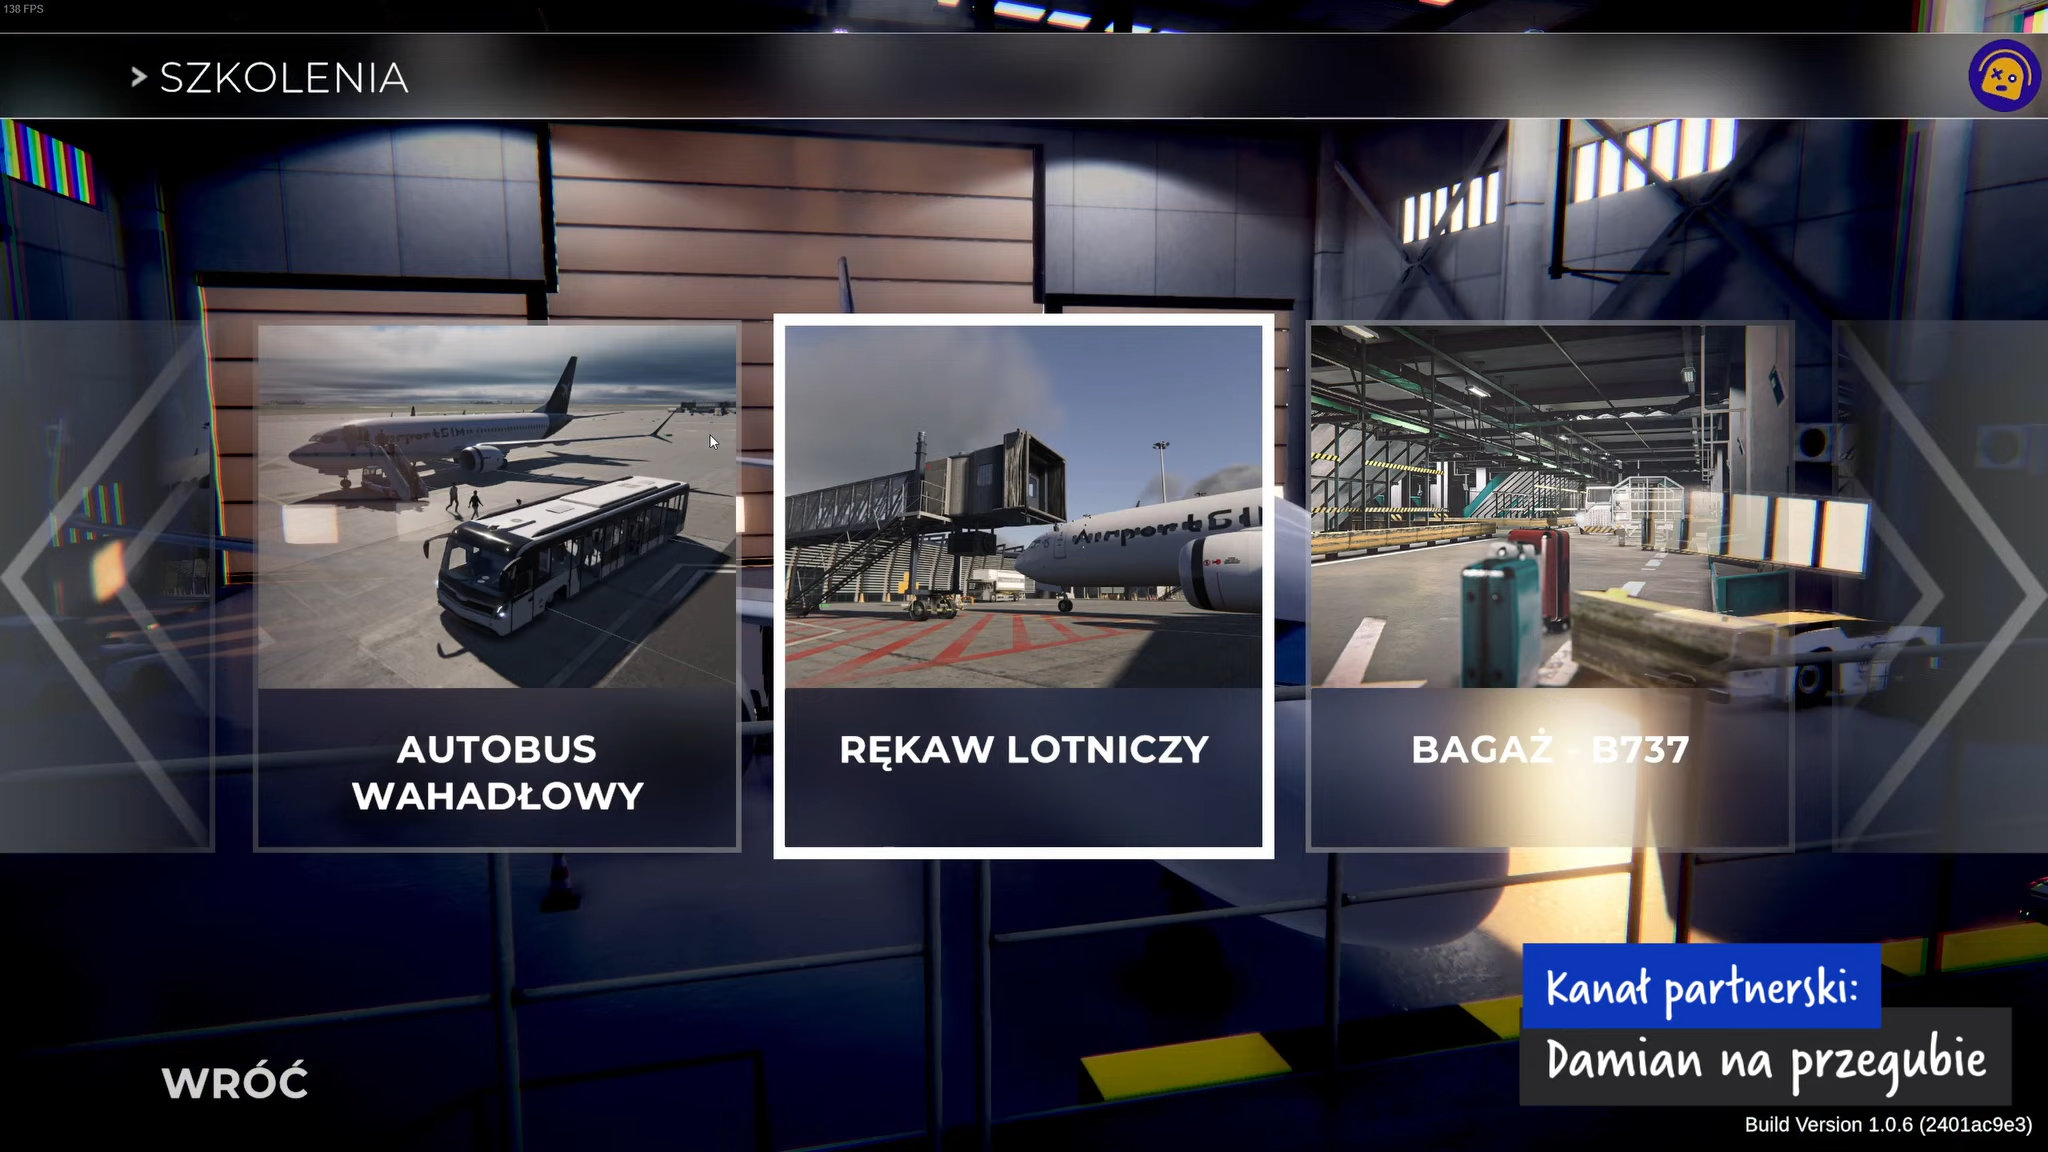 138 FPS
> SZKOLENIA
AUTOBUS
WAHADŁOWY
RĘKAW LOTNICZY
BAGAŻ - B737
WRÓĆ
Kanał partnerski:
Damian na przegubie
Build Version 1.0.6 (2401ac9e3)